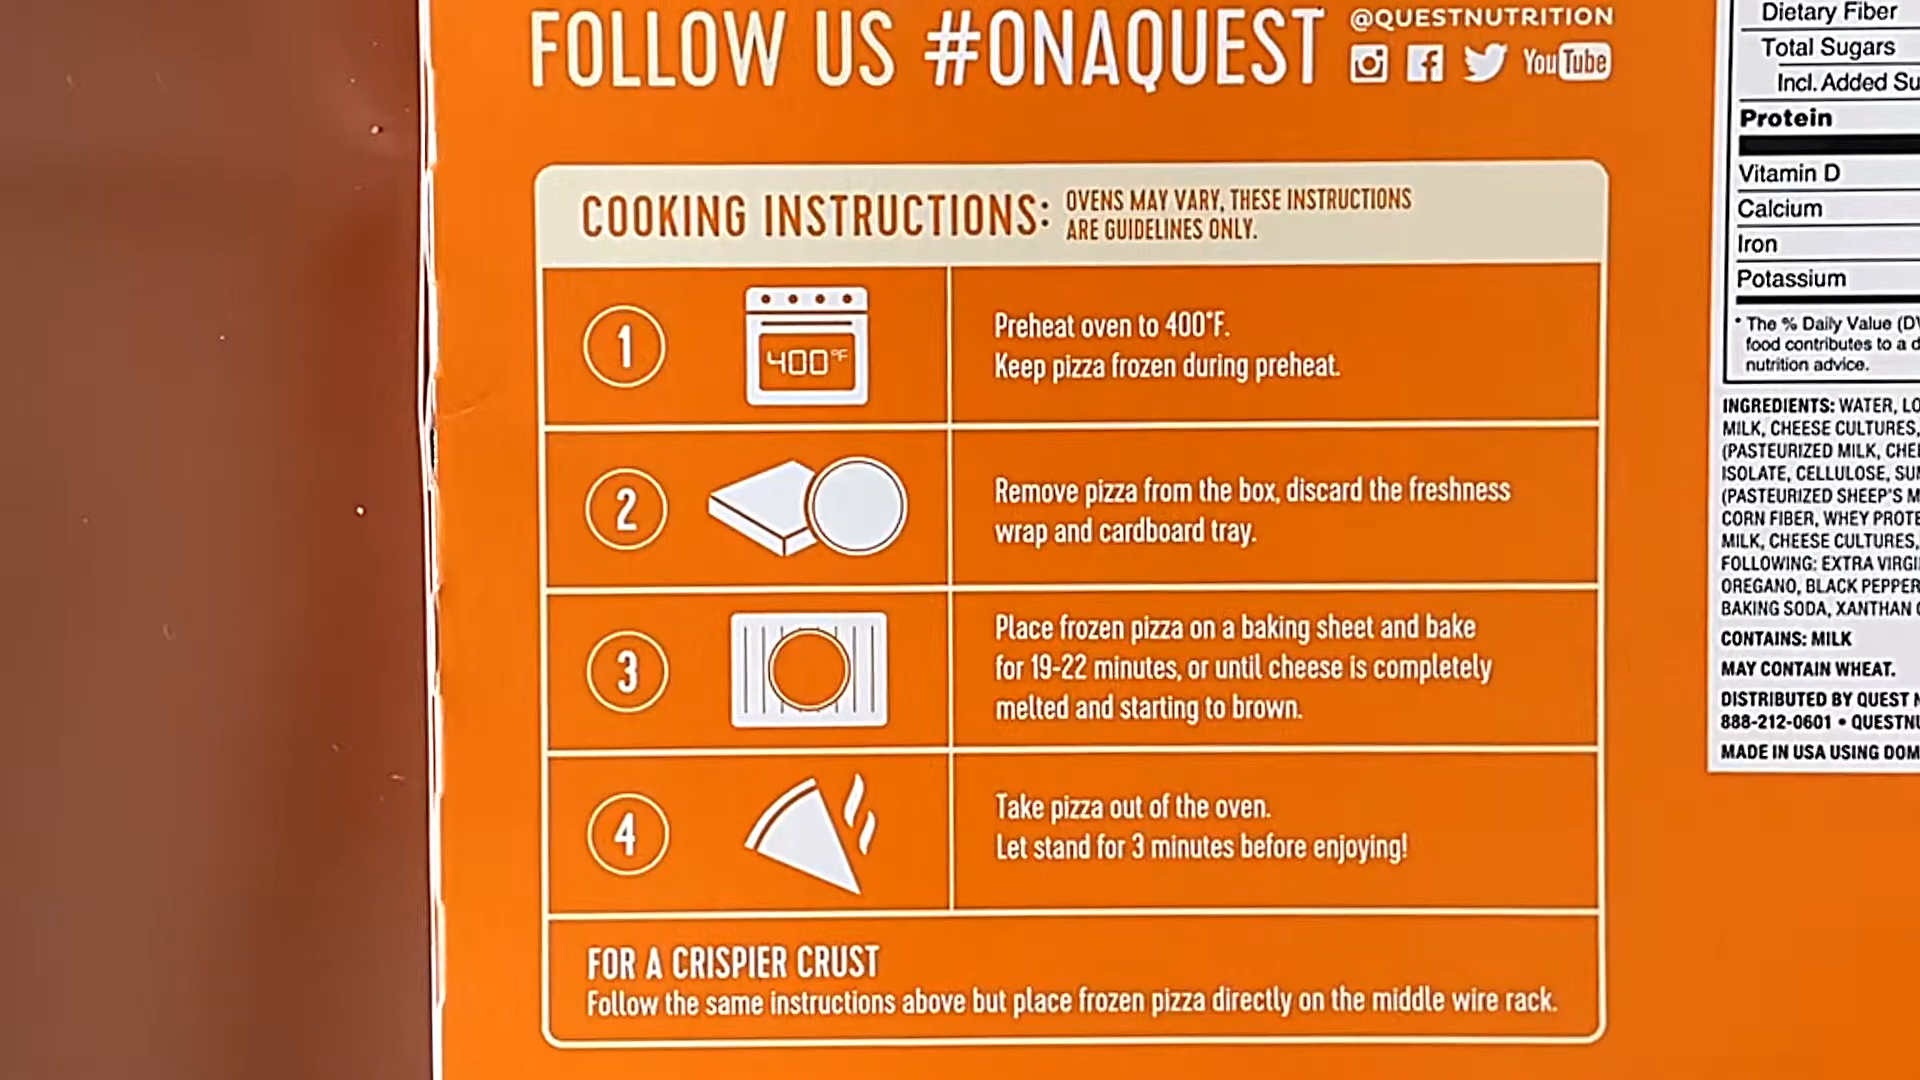 FOLLOW US #ONAQUEST
@QUESTNUTRITION
You Tube
COOKING INSTRUCTIONS: OVENS MAY VARY, THESE INSTRUCTIONS
ARE GUIDELINES ONLY.
1
400°F
Preheat oven to 400°F.
Keep pizza frozen during preheat.
2
Remove pizza from the box, discard the freshness
wrap and cardboard tray.
3
Place frozen pizza on a baking sheet and bake
for 19-22 minutes, or until cheese is completely
melted and starting to brown.
4
Take pizza out of the oven.
Let stand for 3 minutes before enjoying!
FOR A CRISPIER CRUST
Follow the same instructions above but place frozen pizza directly on the middle wire rack.
Dietary Fiber
Total Sugars
Incl. Added
Protein
Vitamin D
Calcium
Iron
Potassium
* The % Daily Value
food contributes to a
nutrition advice.
INGREDIENTS: WATER,
MILK, CHEESE CULTURES,
(PASTEURIZED MILK,
ISOLATE, CELLULOSE,
(PASTEURIZED SHEEP'S
CORN FIBER, WHEY
MILK, CHEESE CULTURES,
FOLLOWING: EXTRA
OREGANO, BLACK PEPPER
BAKING SODA, XANTHAN
CONTAINS: MILK
MAY CONTAIN WHEAT.
DISTRIBUTED BY QUEST
888-212-0601 •
MADE IN USA USING